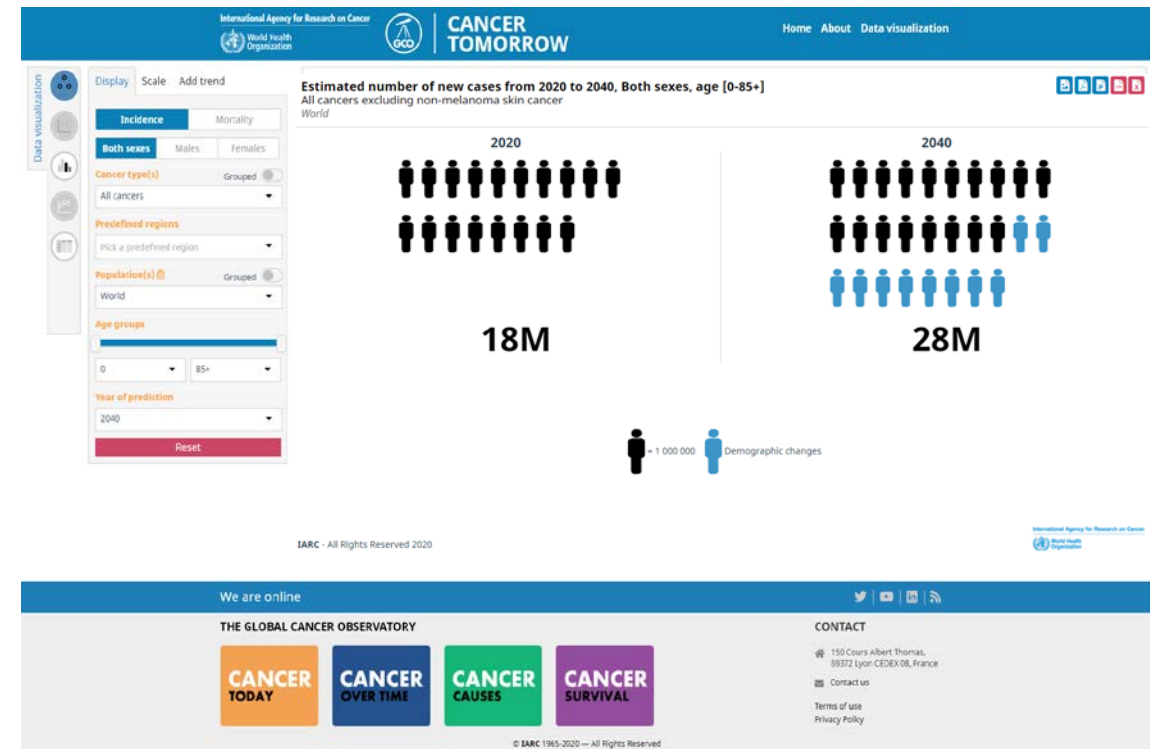 International Agency for Research on Cancer
World Health
Organization
GCO
CANCER
TOMORROW
Home About Data visualization
Data visualization
Display Scale Add trend
Incidence Mortality
Both sexes Males Females
Cancer type(s) Grouped
All cancers
Predefined regions
Pick a predefined region
Population(s) Grouped
World
Age groups
0 85+
Year of prediction
2040
Reset
Estimated number of new cases from 2020 to 2040, Both sexes, age [0-85+]
All cancers excluding non-melanoma skin cancer
World
2020 2040
18M 28M
= 1 000 000 Demographic changes
IARC - All Rights Reserved 2020
International Agency for Research on Cancer
World Health
Organization
We are online
THE GLOBAL CANCER OBSERVATORY
CANCER
TODAY
CANCER
OVER TIME
CANCER
CAUSES
CANCER
SURVIVAL
CONTACT
150 Cours Albert Thomas,
69372 Lyon CEDEX 08, France
Contact us
Terms of use
Privacy Policy
© IARC 1965-2020 — All Rights Reserved